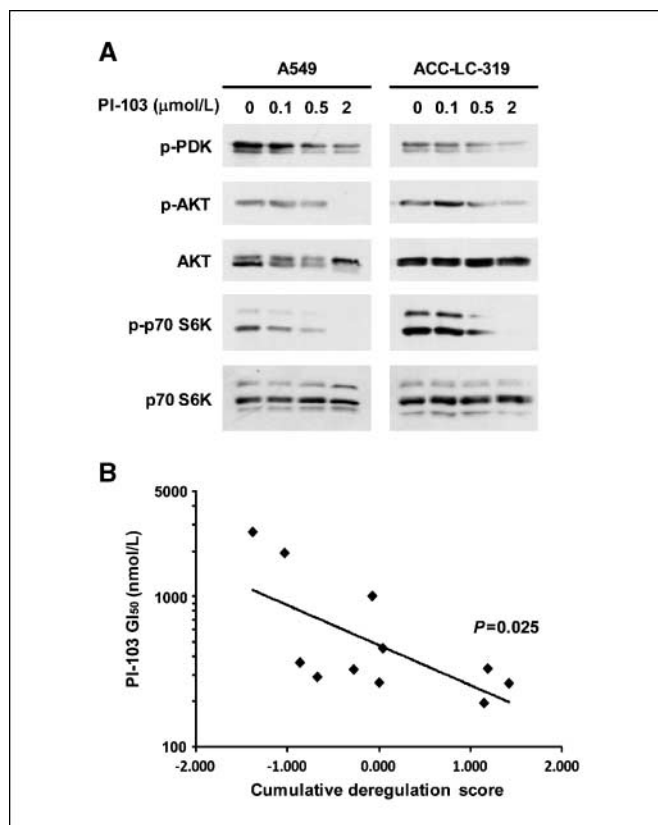 A
A549 ACC-LC-319
PI-103 (μmol/L) 0 0.1 0.5 2 0 0.1 0.5 2
p-PDK
p-AKT
AKT
p-p70 S6K
p70 S6K
B
5000
1000
100
PI-103 GI50 (nmol/L)
P=0.025
-2.000 -1.000 0.000 1.000 2.000
Cumulative deregulation score